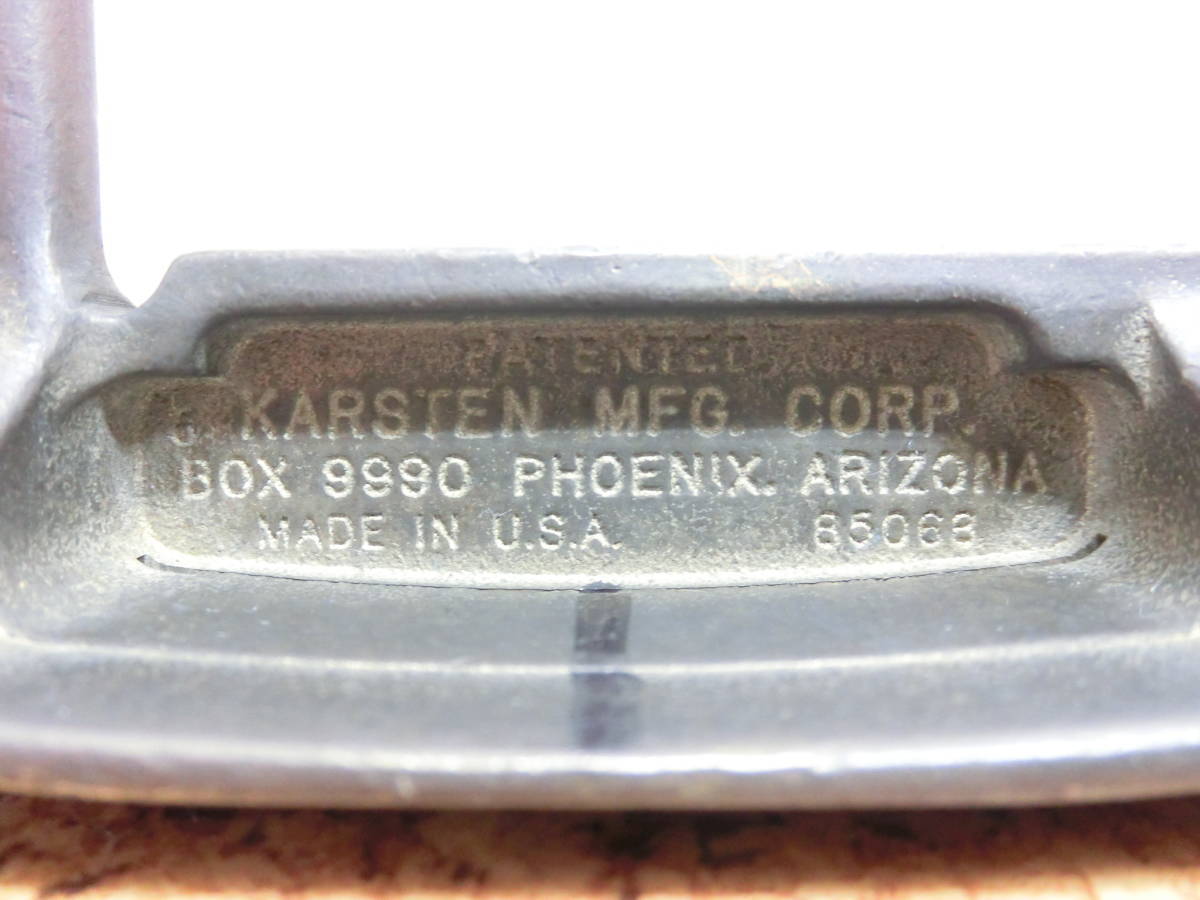 PATENTED
KARSTEN MFG. CORP.
BOX 9990 PHOENIX. ARIZONA
MADE IN U.S.A. 85068